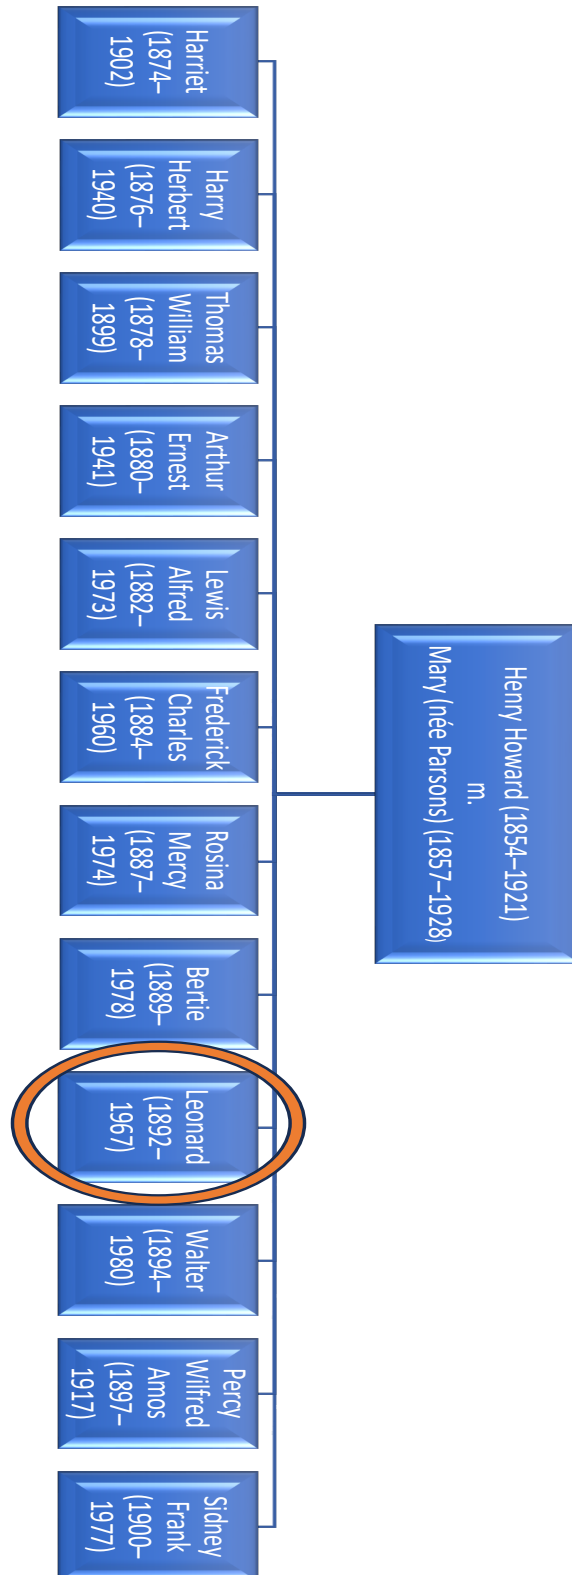 Henry Howard (1854–1921)
m.
Mary (née Parsons) (1857–1928)
Harriet
(1874–
1902)
Harry
Herbert
(1876–
1940)
Thomas
William
(1878–
1899)
Arthur
Ernest
(1880–
1941)
Lewis
Alfred
(1882–
1973)
Frederick
Charles
(1884–
1960)
Rosina
Mercy
(1887–
1974)
Bertie
(1889–
1978)
Leonard
(1892–
1967)
Walter
(1894–
1980)
Percy
Wilfred
Amos
(1897–
1917)
Sidney
Frank
(1900–
1977)